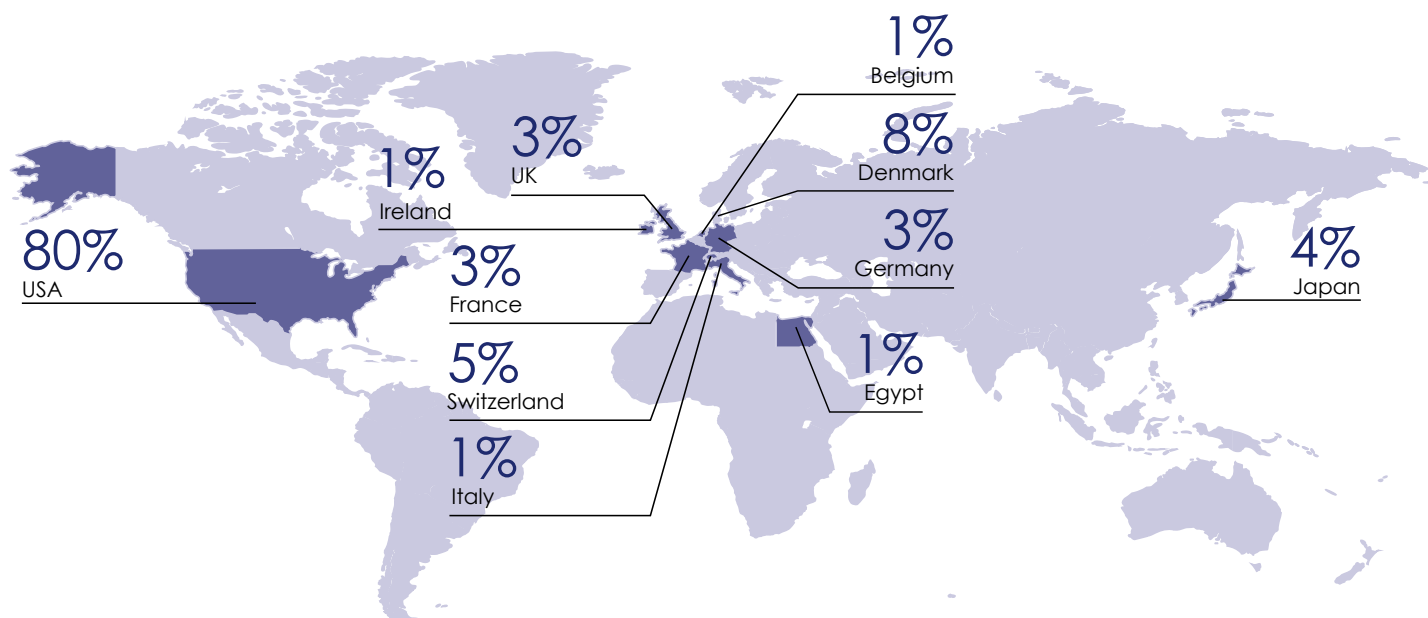 1%
Belgium
8%
Denmark
3%
UK
1%
Ireland
3%
Germany
80%
USA
4%
Japan
3%
France
1%
Egypt
5%
Switzerland
1%
Italy